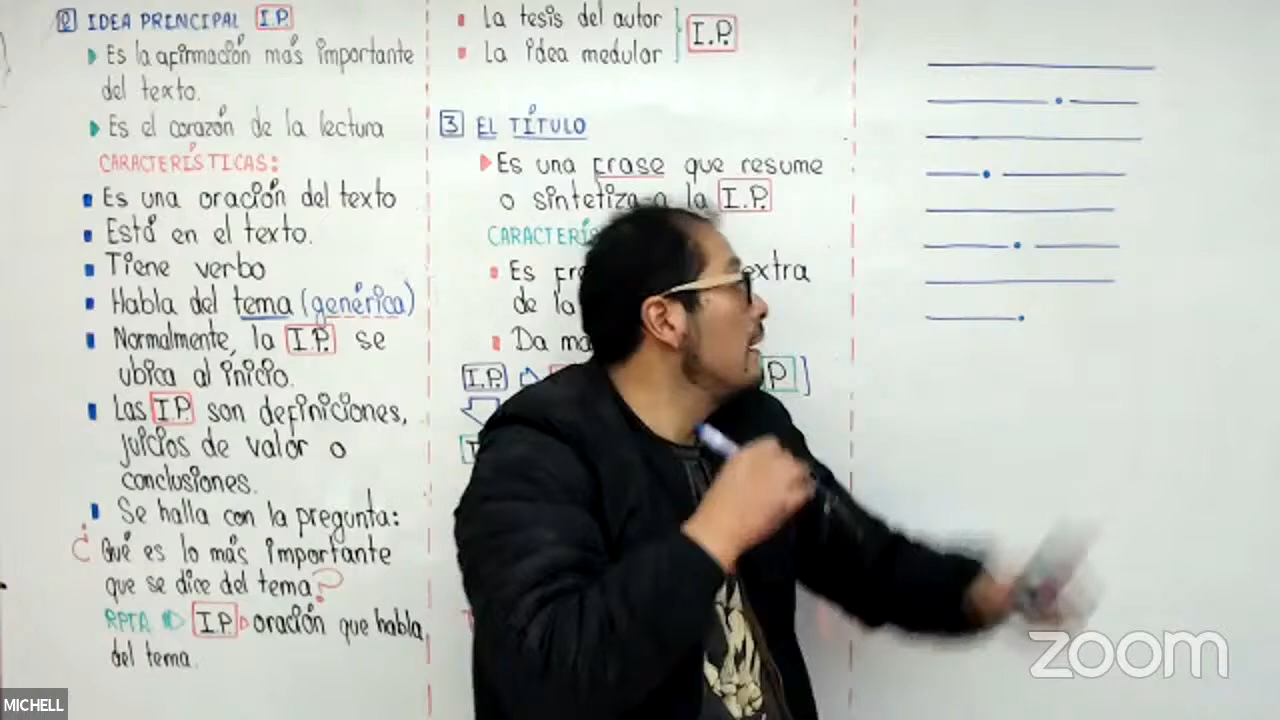 2 IDEA PRINCIPAL I.P.
Es la afirmación más importante
del texto.
Es el corazón de la lectura
CARACTERÍSTICAS:
Es una oración del texto
Está en el texto.
Tiene verbo
Habla del tema (genérica)
Normalmente, la I.P. se
ubica al inicio.
Las I.P. son definiciones,
juicios de valor o
conclusiones.
Se halla con la pregunta:
¿Qué es lo más importante
que se dice del tema?
RPTA I.P. oración que habla
del tema.
La tesis del autor
La idea medular
I.P.
3 EL TÍTULO
Es una frase que resume
o sintetiza a la I.P.
Es
de la
I.P.
MICHELL
zoom